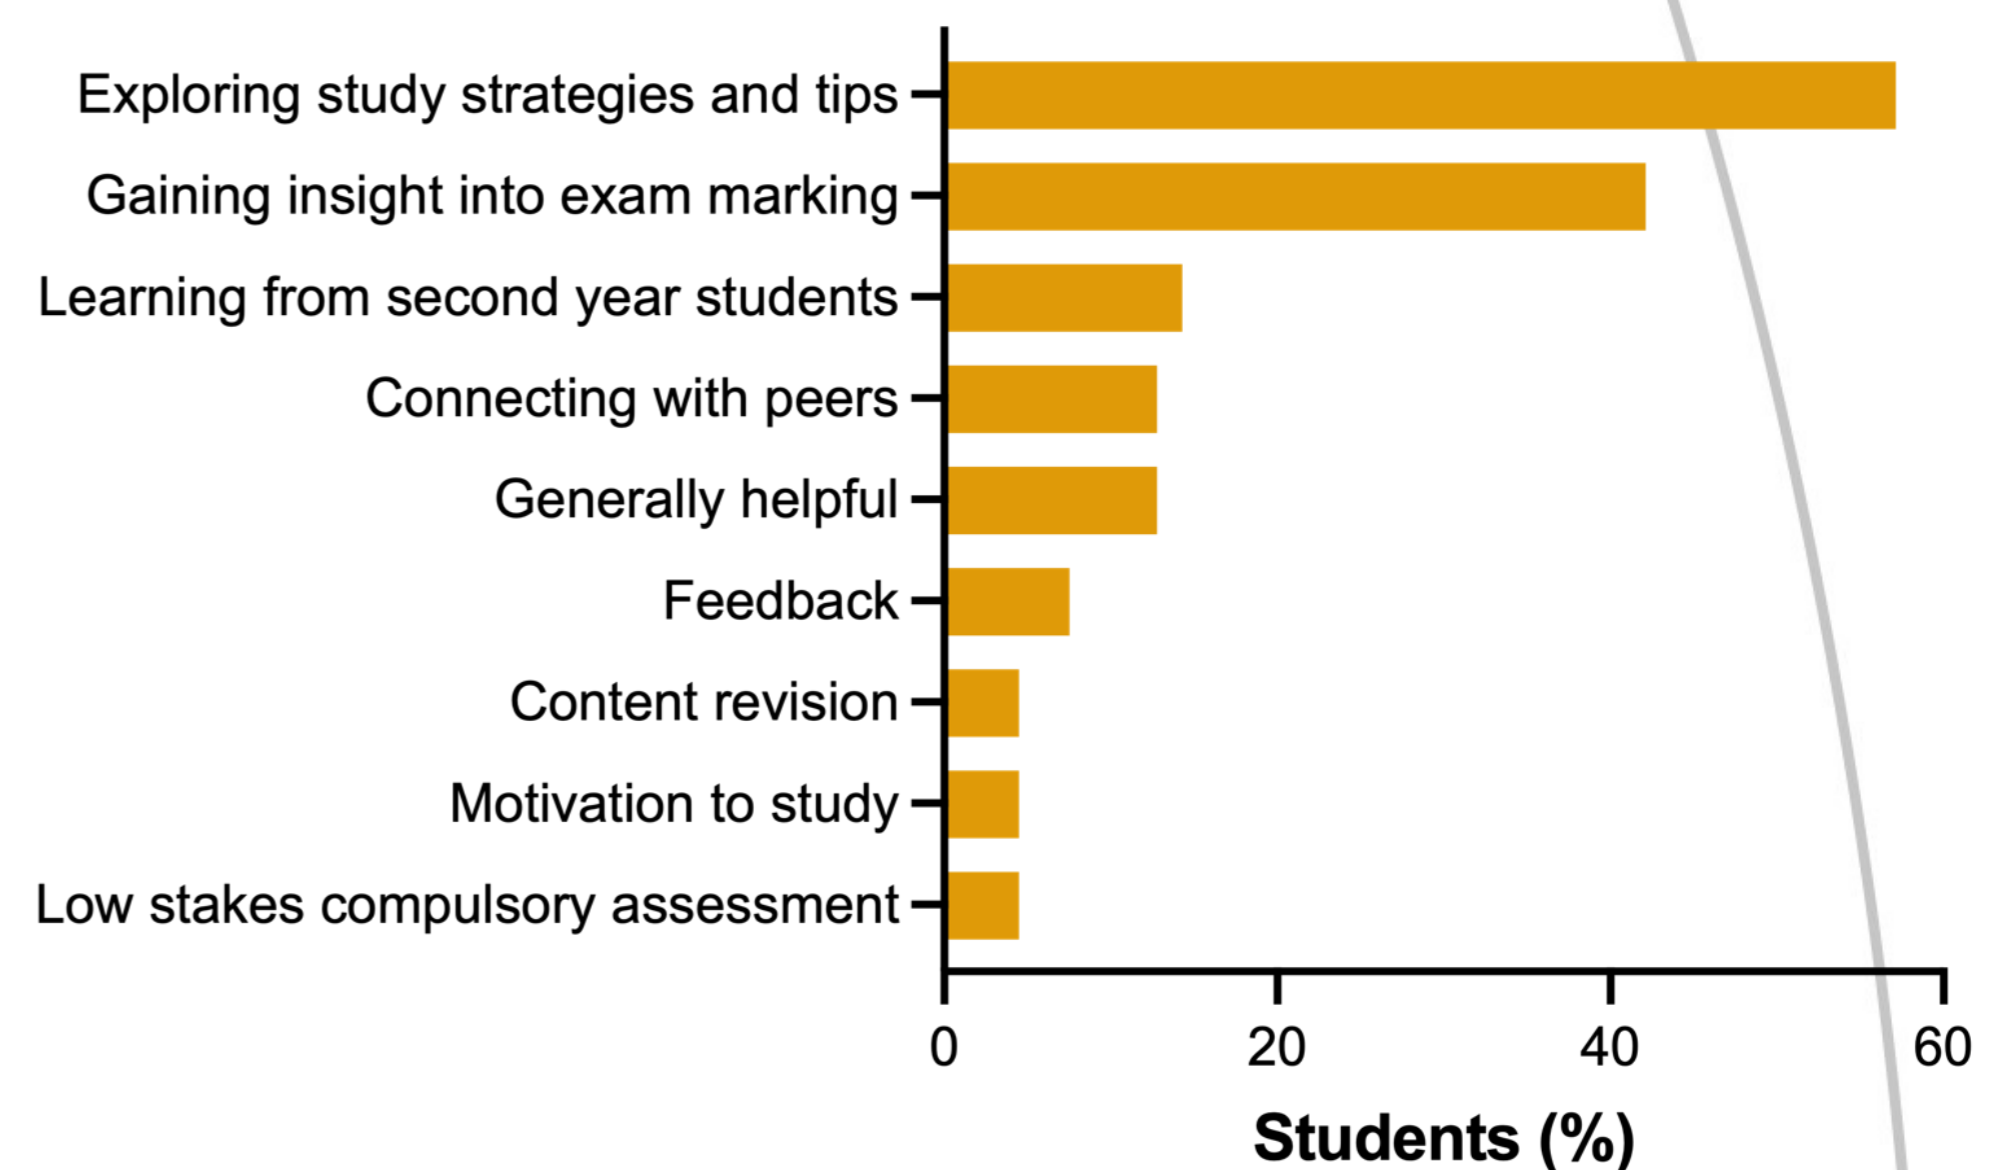 Exploring study strategies and tips
Gaining insight into exam marking
Learning from second year students
Connecting with peers
Generally helpful
Feedback
Content revision
Motivation to study
Low stakes compulsory assessment
0 20 40 60
Students (%)